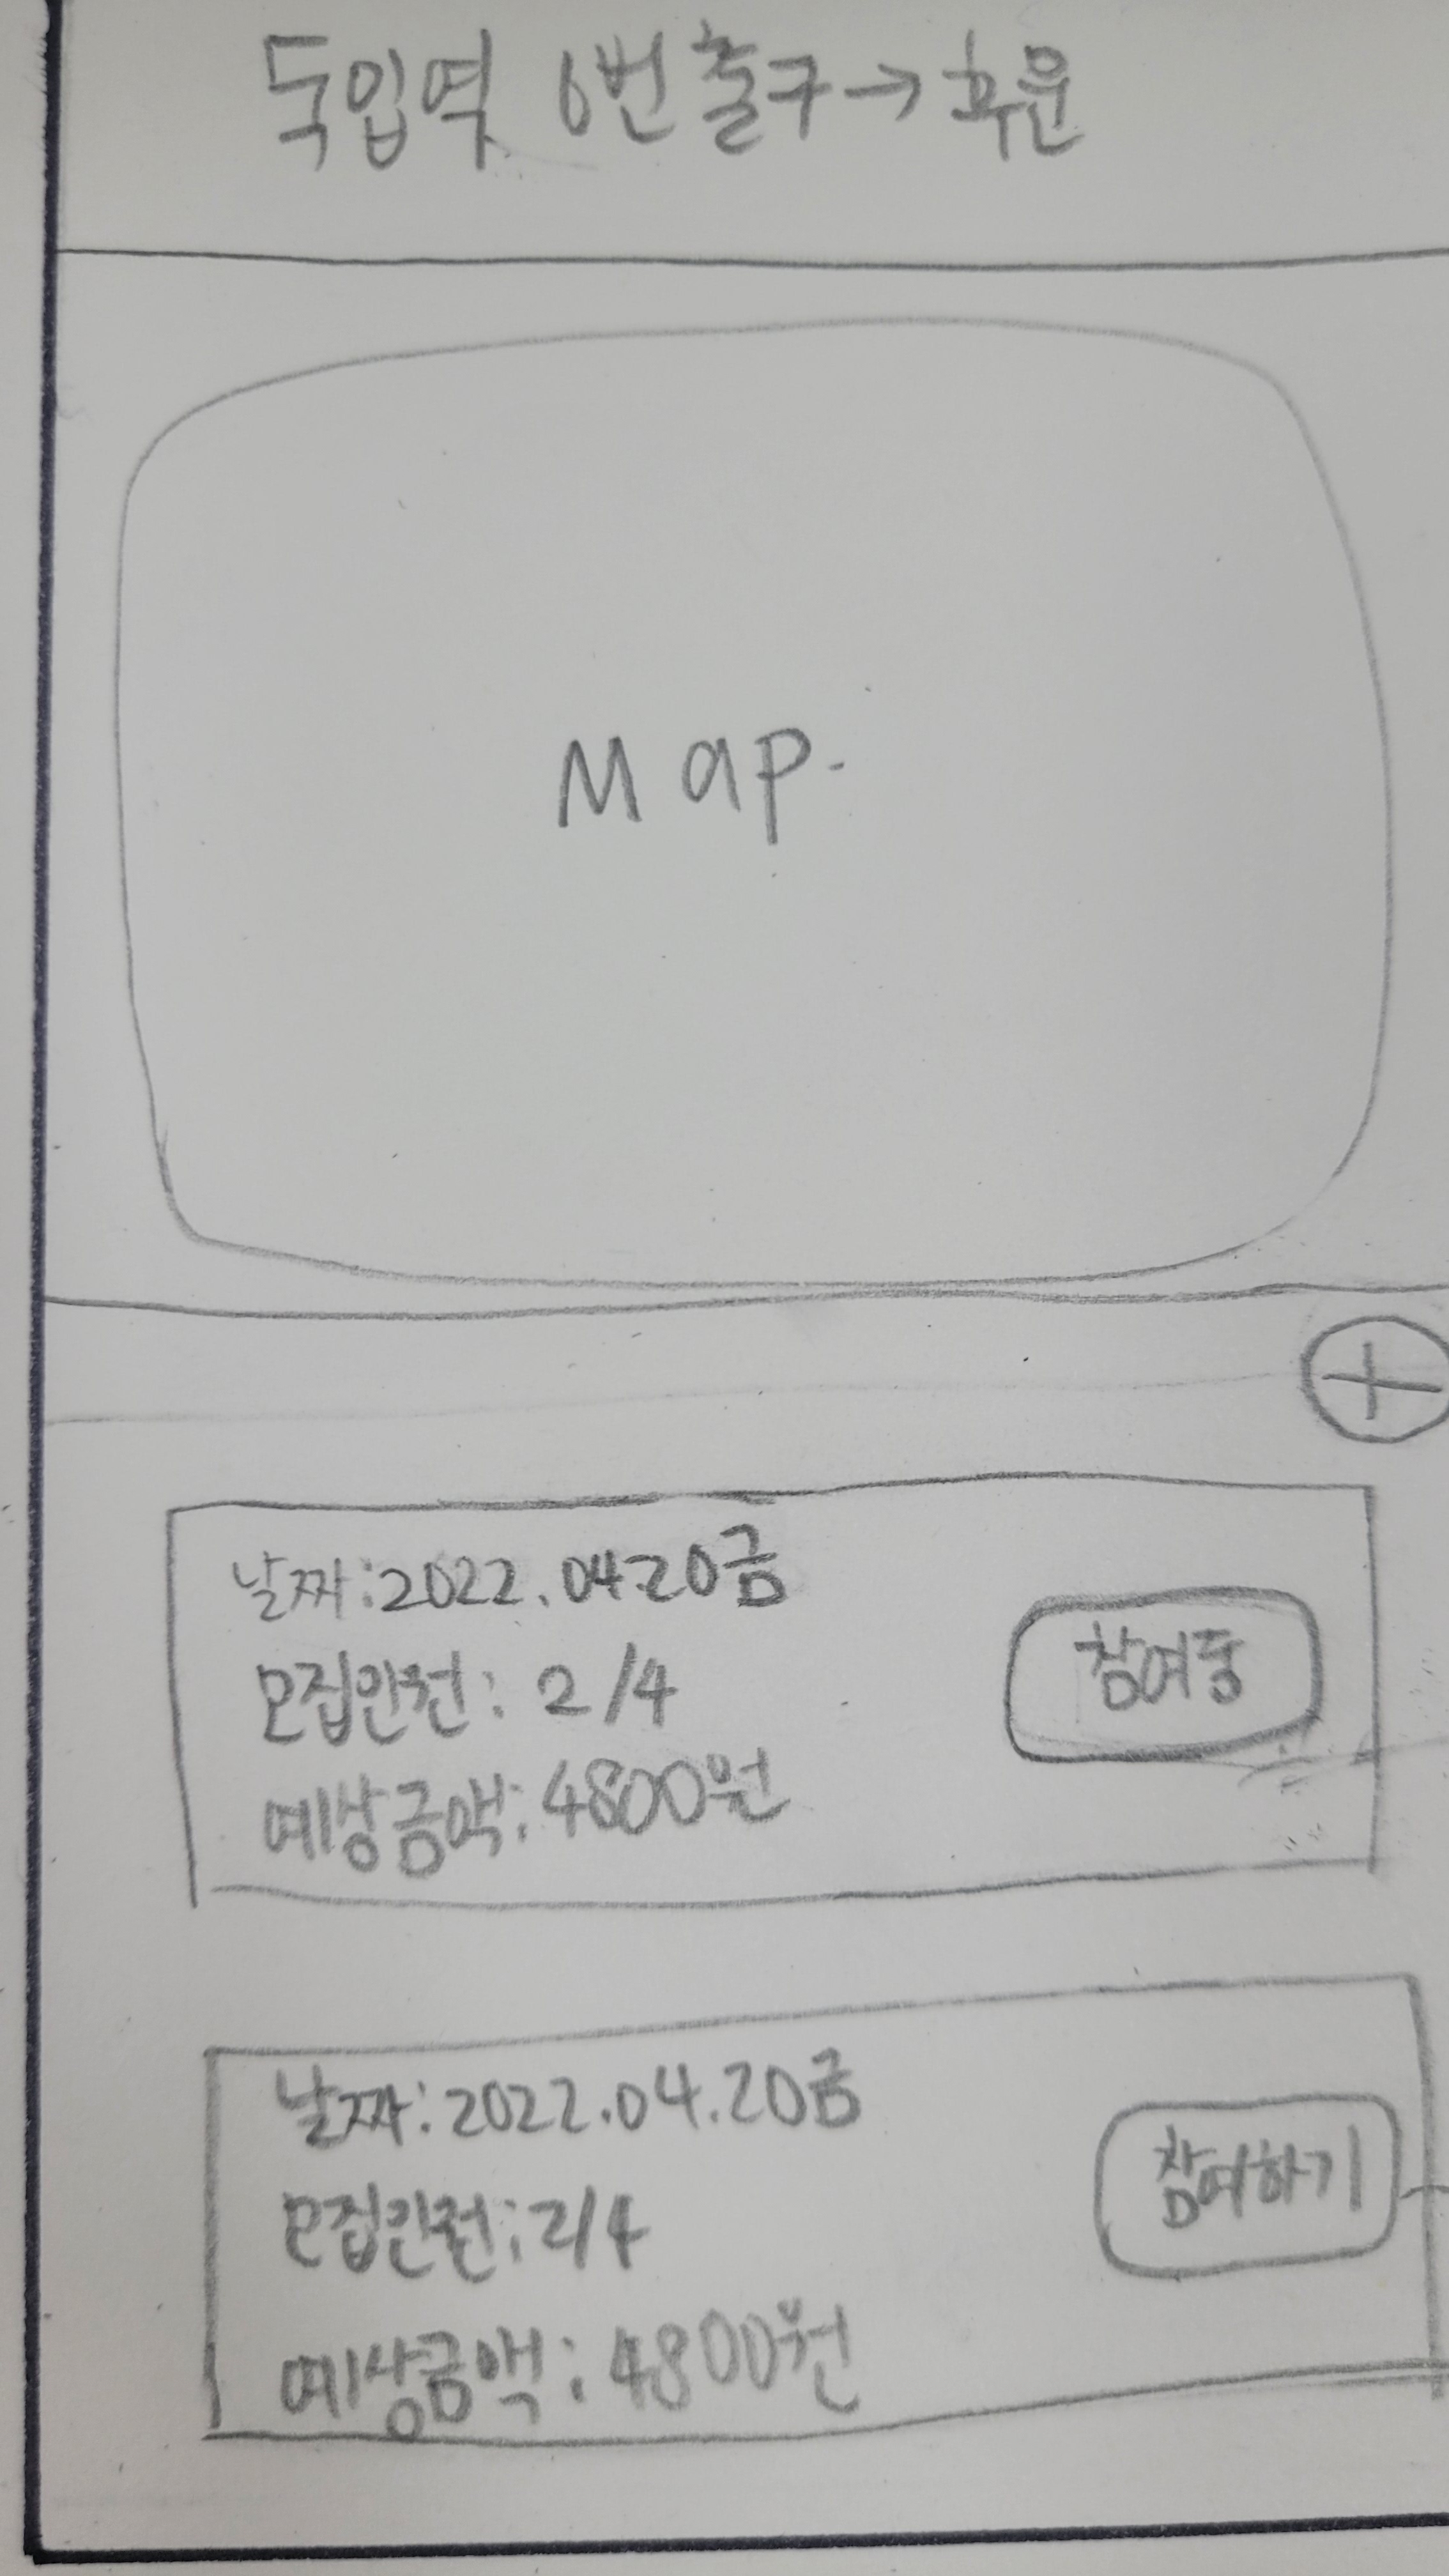 독입역 6번 출구→후문
Map.
+
날짜:2022.04.20금
모집인원: 2/4
참여중
예상금액:4800원
날짜:2022.04.20금
모집인원:2/4
참여하기
예상금액:4800원